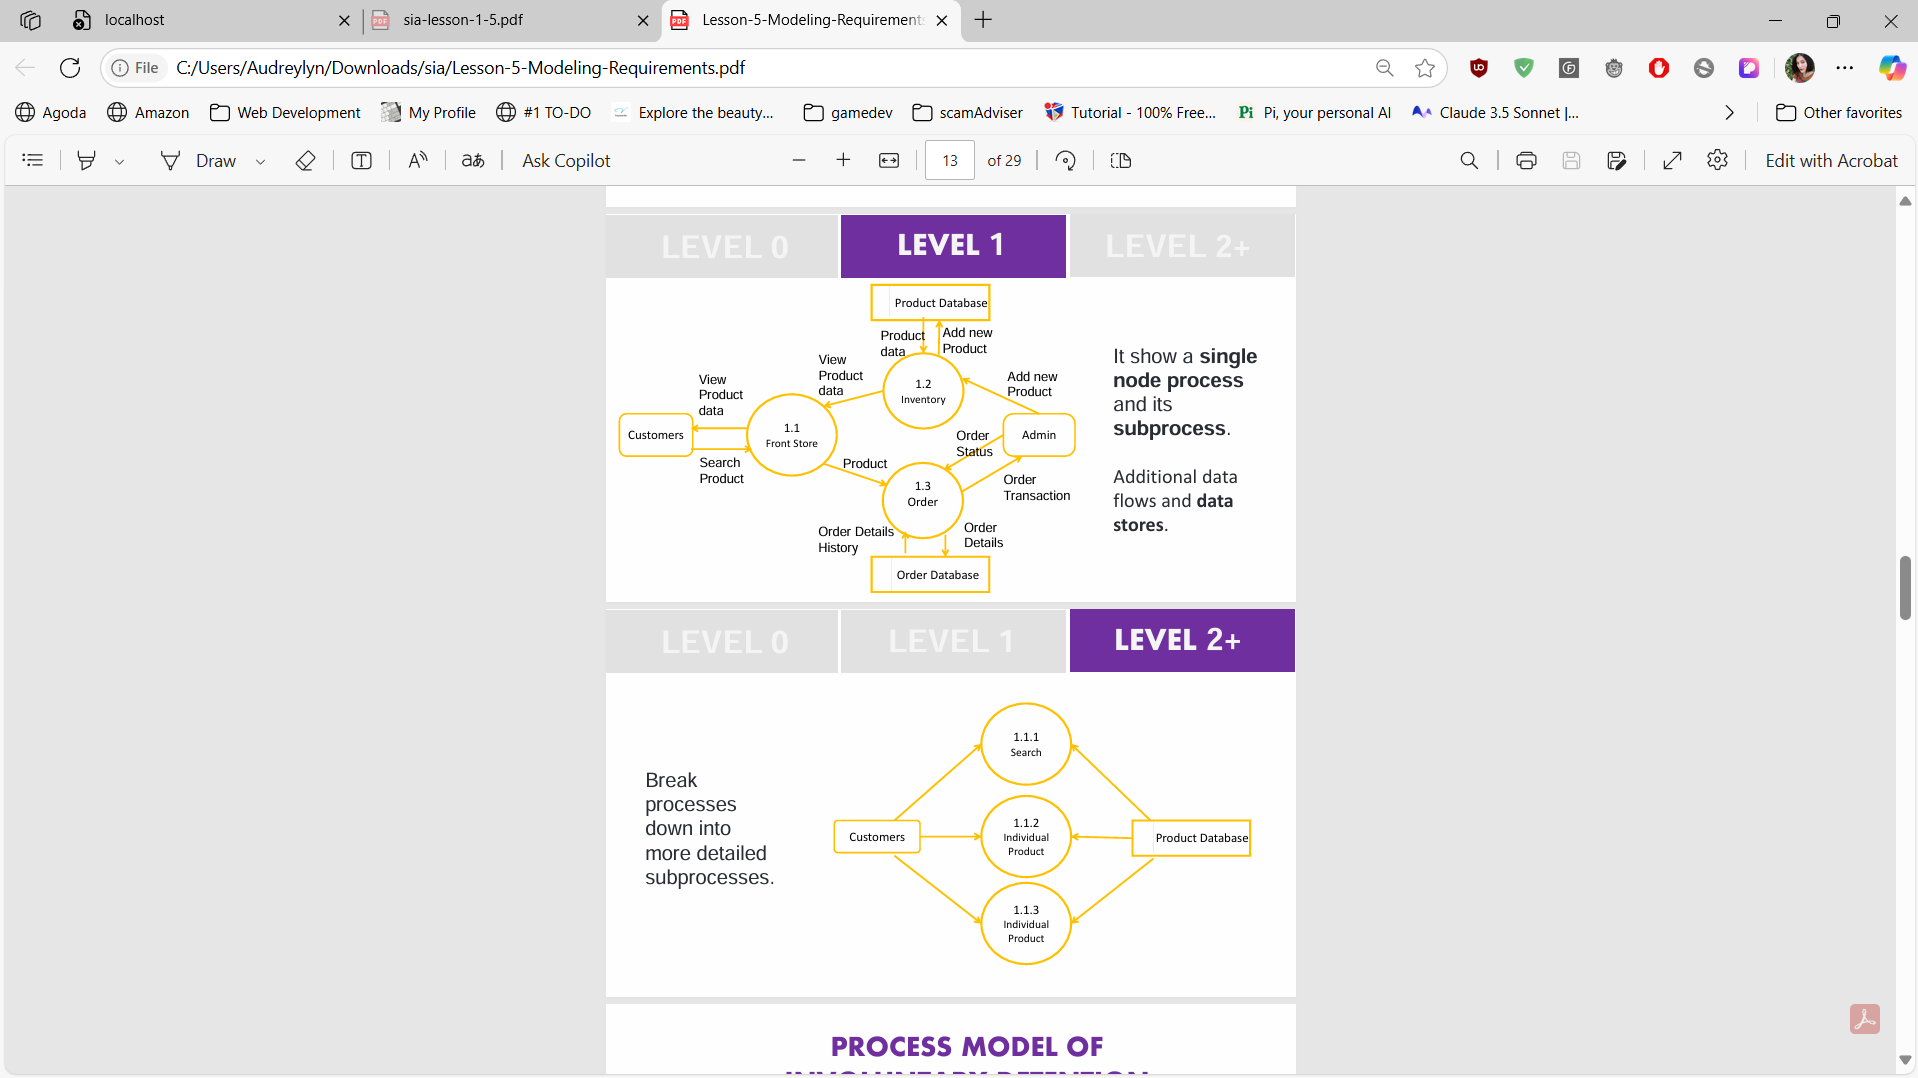 localhost
sia-lesson-1-5.pdf
Lesson-5-Modeling-Requirements
File
C:/Users/Audreylyn/Downloads/sia/Lesson-5-Modeling-Requirements.pdf
Agoda
Amazon
Web Development
My Profile
#1 TO-DO
Explore the beauty...
gamedev
scamAdviser
Tutorial - 100% Free...
Pi, your personal AI
Claude 3.5 Sonnet |...
Other favorites
Draw
Ask Copilot
13
of 29
Edit with Acrobat
LEVEL 0
LEVEL 1
LEVEL 2+
Product Database
Product
data
Add new
Product
View
Product
data
View
Product
data
1.2
Inventory
Add new
Product
Customers
1.1
Front Store
Admin
Order
Status
Search
Product
Product
1.3
Order
Order
Transaction
Order Details
History
Order
Details
Order Database
It show a single
node process
and its
subprocess.
Additional data
flows and data
stores.
LEVEL 0
LEVEL 1
LEVEL 2+
Break
processes
down into
more detailed
subprocesses.
1.1.1
Search
Customers
1.1.2
Individual
Product
Product Database
1.1.3
Individual
Product
PROCESS MODEL OF
INVOLUNTARY DETENTION